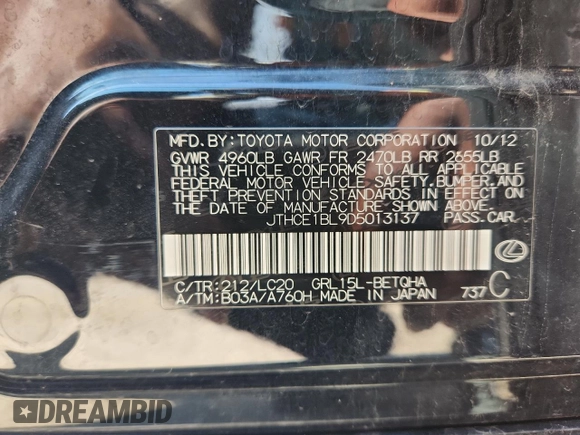 MFD. BY: TOYOTA MOTOR CORPORATION 10/12
GVWR 4960LB GAWR FR 2470LB RR 2655LB
THIS VEHICLE CONFORMS TO ALL APPLICABLE
FEDERAL MOTOR VEHICLE SAFETY, BUMPER, AND
THEFT PREVENTION STANDARDS IN EFFECT ON
THE DATE OF MANUFACTURE SHOWN ABOVE.
JTHCE1BL9D5013137 PASS. CAR
C/TR: 212/LC20 GRL15L-BETQHA
A/TM: B03A/A760H MADE IN JAPAN 737 C
DREAMBID